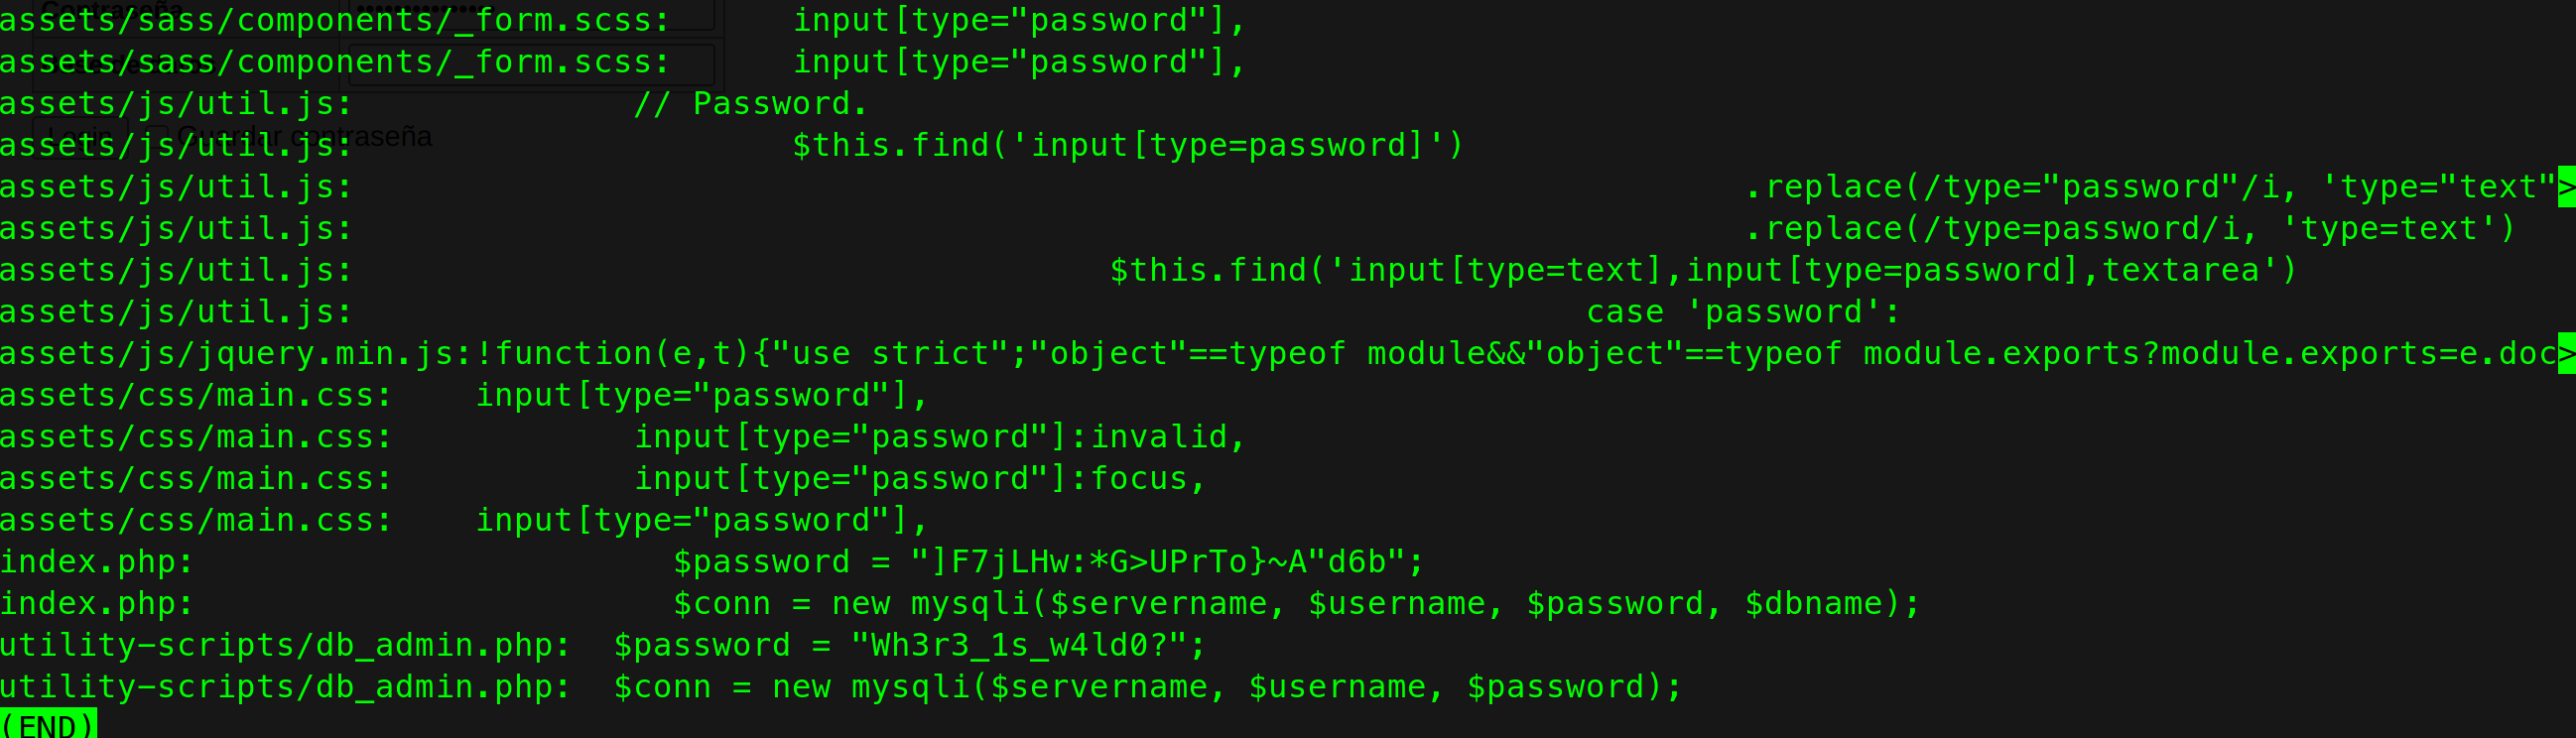 Contraseña
assets/sass/components/_form.scss:      input[type="password"],
assets/sass/components/_form.scss:      input[type="password"],
assets/js/util.js:              // Password.
Guardar contraseña
assets/js/util.js:                      $this.find('input[type=password]')
assets/js/util.js:                                                                      .replace(/type="password"/i, 'type="text">
assets/js/util.js:                                                                      .replace(/type=password/i, 'type=text')
assets/js/util.js:                                      $this.find('input[type=text],input[type=password],textarea')
assets/js/util.js:                                                              case 'password':
assets/js/jquery.min.js:!function(e,t){"use strict";"object"==typeof module&&"object"==typeof module.exports?module.exports=e.doc>
assets/css/main.css:    input[type="password"],
assets/css/main.css:            input[type="password"]:invalid,
assets/css/main.css:            input[type="password"]:focus,
assets/css/main.css:    input[type="password"],
index.php:                        $password = "]F7jLHw:*G>UPrTo}~A"d6b";
index.php:                        $conn = new mysqli($servername, $username, $password, $dbname);
utility-scripts/db_admin.php:  $password = "Wh3r3_1s_w4ld0?";
utility-scripts/db_admin.php:  $conn = new mysqli($servername, $username, $password);
(END)